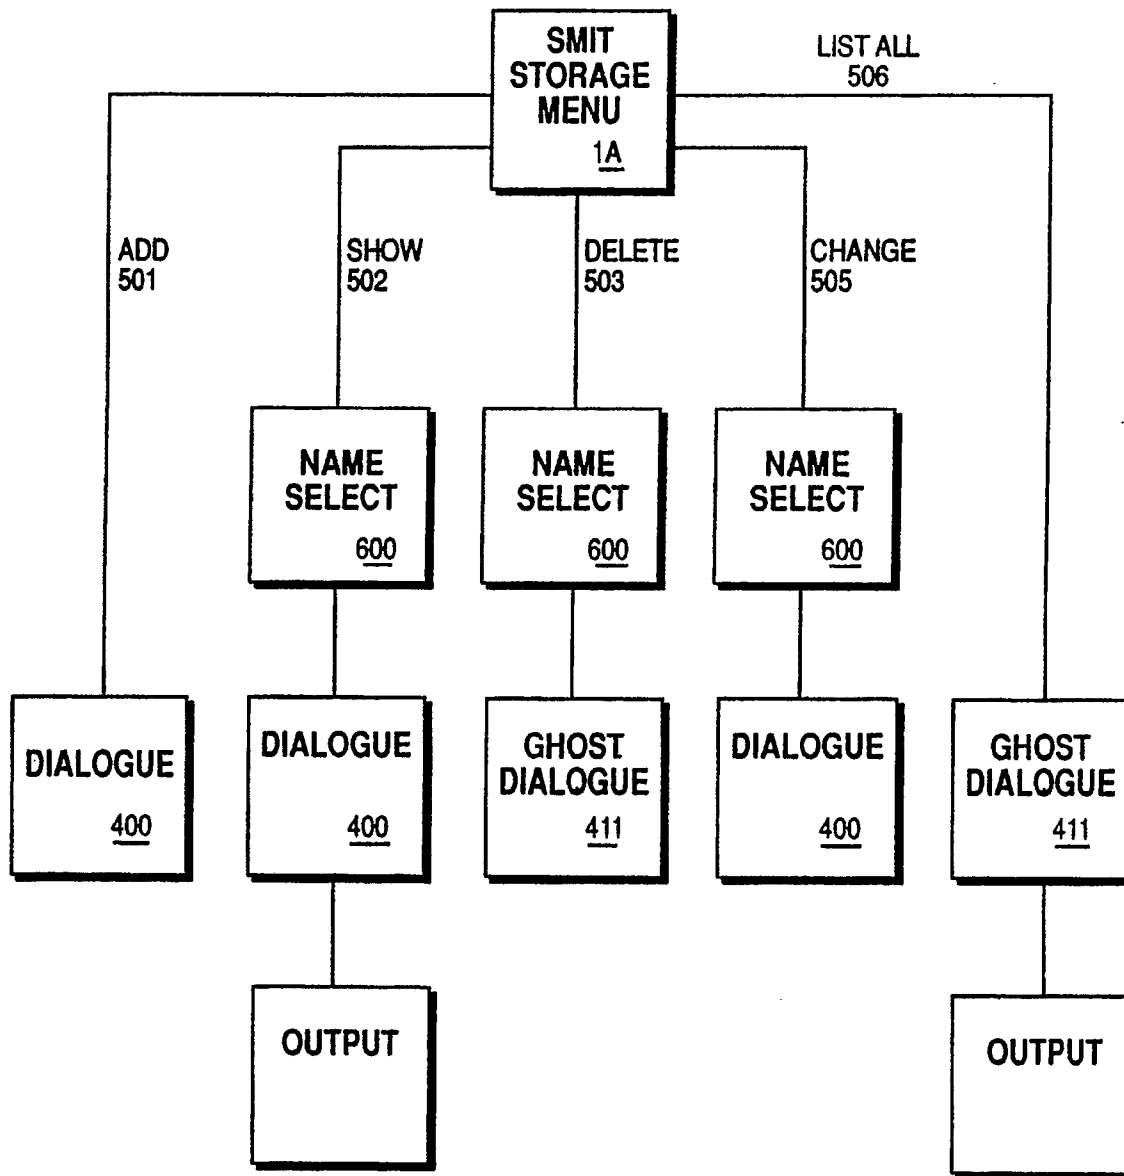 SMIT
STORAGE
MENU
1A
LIST ALL
506
ADD
501
SHOW
502
DELETE
503
CHANGE
505
NAME
SELECT
600
NAME
SELECT
600
NAME
SELECT
600
DIALOGUE
400
DIALOGUE
400
GHOST
DIALOGUE
411
DIALOGUE
400
GHOST
DIALOGUE
411
OUTPUT
OUTPUT